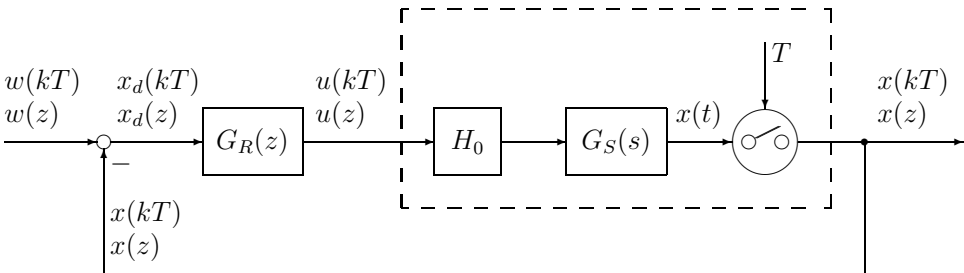 w(kT)
w(z)
x_d(kT)
x_d(z)
−
G_R(z)
u(kT)
u(z)
H_0
G_S(s)
x(t)
T
x(kT)
x(z)
x(kT)
x(z)